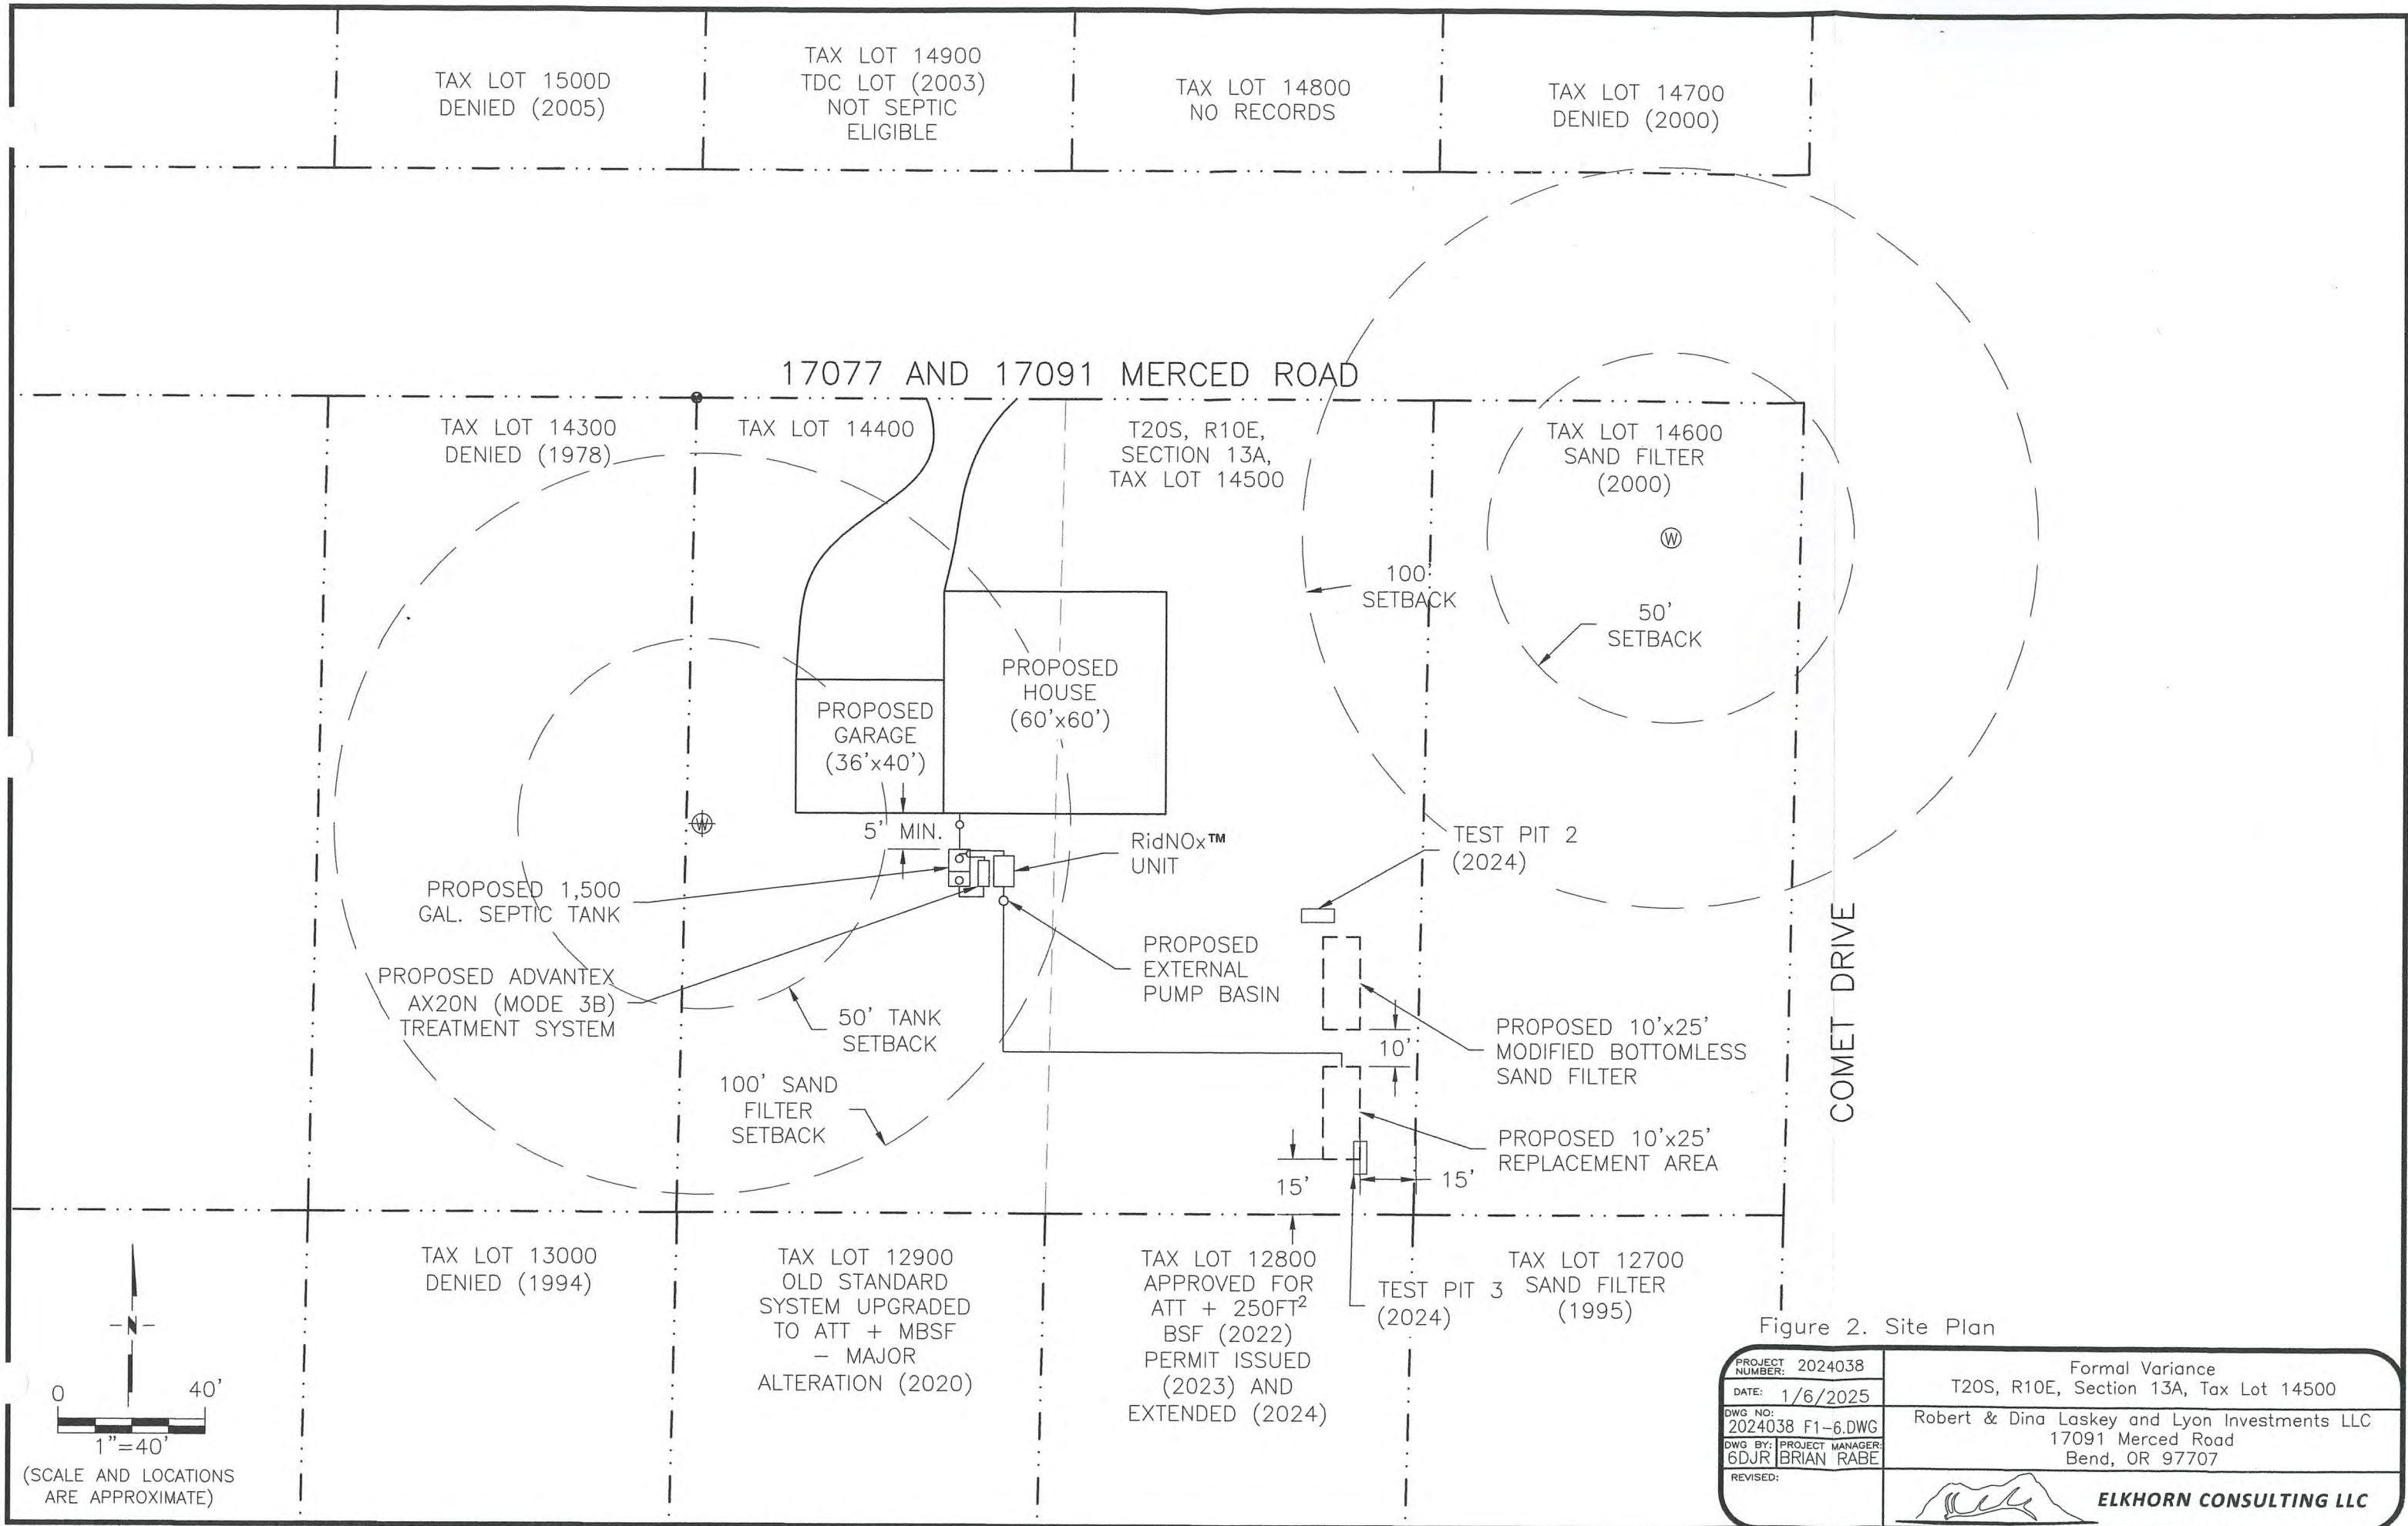 TAX LOT 1500D
DENIED (2005)
TAX LOT 14900
TDC LOT (2003)
NOT SEPTIC
ELIGIBLE
TAX LOT 14800
NO RECORDS
TAX LOT 14700
DENIED (2000)
17077 AND 17091 MERCED ROAD
TAX LOT 14300
DENIED (1978)
TAX LOT 14400
T20S, R10E,
SECTION 13A,
TAX LOT 14500
TAX LOT 14600
SAND FILTER
(2000)
W
100'
SETBACK
50'
SETBACK
PROPOSED
HOUSE
(60'x60')
PROPOSED
GARAGE
(36'x40')
W
5' MIN.
RidNOx™
UNIT
TEST PIT 2
(2024)
PROPOSED 1,500
GAL. SEPTIC TANK
PROPOSED
EXTERNAL
PUMP BASIN
PROPOSED ADVANTEX
AX20N (MODE 3B)
TREATMENT SYSTEM
50' TANK
SETBACK
10'
PROPOSED 10'x25'
MODIFIED BOTTOMLESS
SAND FILTER
COMET DRIVE
100' SAND
FILTER
SETBACK
PROPOSED 10'x25'
REPLACEMENT AREA
15'
15'
TAX LOT 13000
DENIED (1994)
TAX LOT 12900
OLD STANDARD
SYSTEM UPGRADED
TO ATT + MBSF
- MAJOR
ALTERATION (2020)
TAX LOT 12800
APPROVED FOR
ATT + 250FT²
BSF (2022)
PERMIT ISSUED
(2023) AND
EXTENDED (2024)
TEST PIT 3
(2024)
TAX LOT 12700
SAND FILTER
(1995)
N
0 40'
1"=40'
(SCALE AND LOCATIONS
ARE APPROXIMATE)
Figure 2. Site Plan
PROJECT NUMBER: 2024038
DATE: 1/6/2025
DWG NO:
2024038 F1-6.DWG
DWG BY: PROJECT MANAGER:
6DJR BRIAN RABE
REVISED:
Formal Variance
T20S, R10E, Section 13A, Tax Lot 14500
Robert & Dina Laskey and Lyon Investments LLC
17091 Merced Road
Bend, OR 97707
ELKHORN CONSULTING LLC